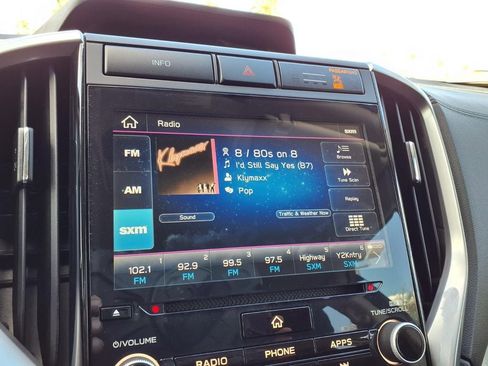 INFO
PASSENGER
Radio
sxm
FM
AM
sxm
Klymaxx
8 / 80s on 8
I'd Still Say Yes (87)
Klymaxx
Pop
Browse
Tune Scan
Replay
Direct Tune
Sound
Traffic & Weather Now
102.1 FM
92.9 FM
99.5 FM
97.5 FM
Highway SXM
Y2Kntry SXM
TUNE/SCROLL
VOLUME
RADIO
PHONE
APPS